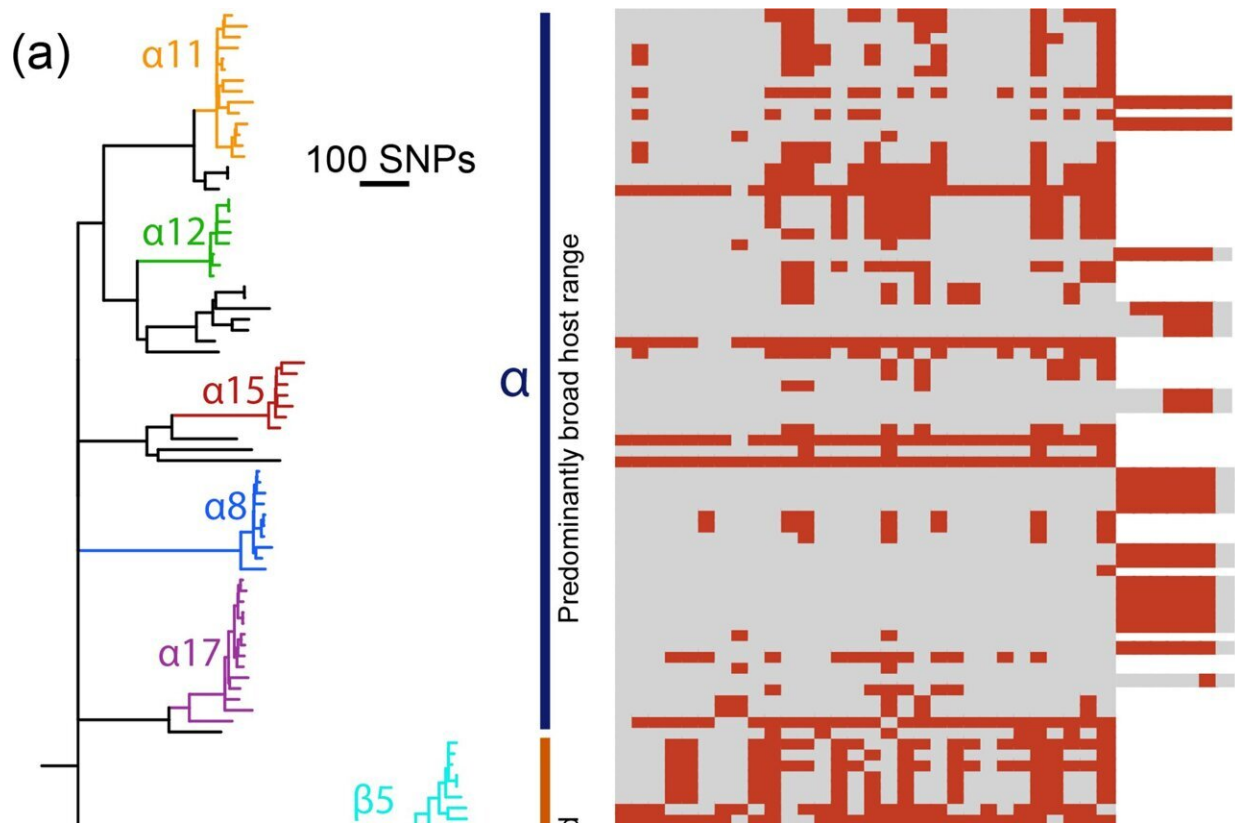 (a)
α11
100 SNPs
α12
α15
α
Predominantly broad host range
α8
α17
β5